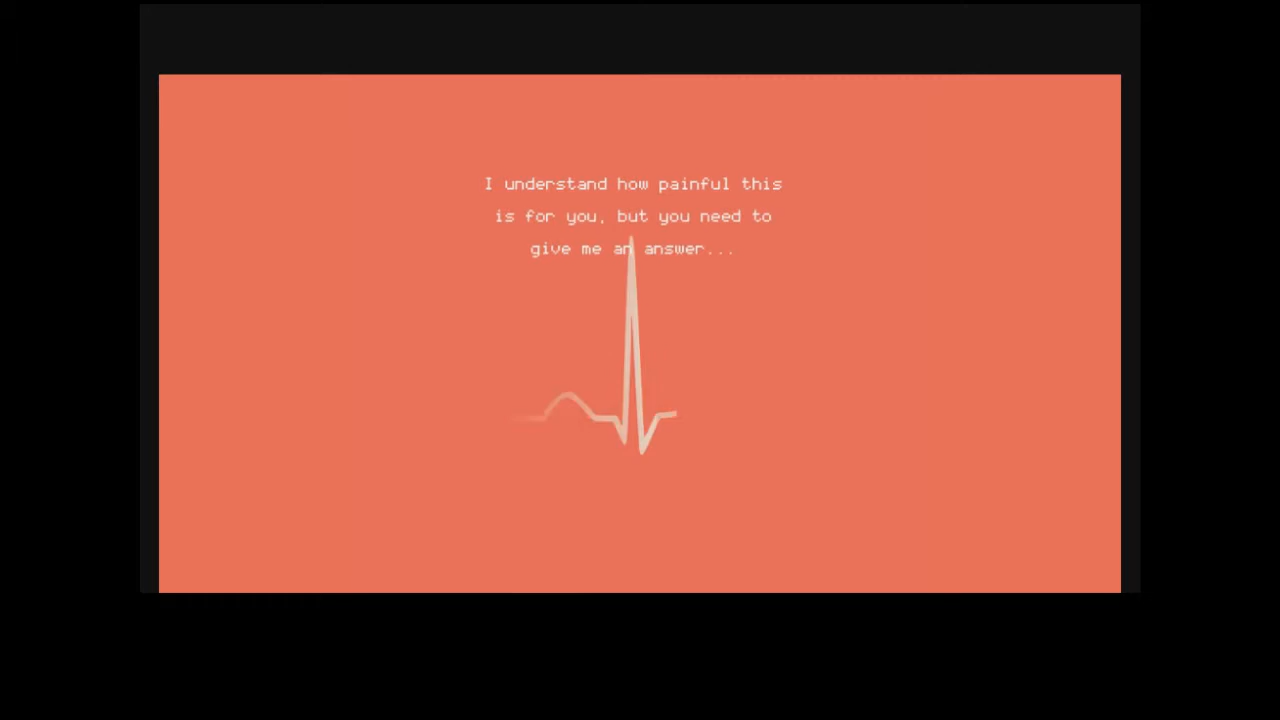 I understand how painful this
is for you, but you need to
give me an answer...